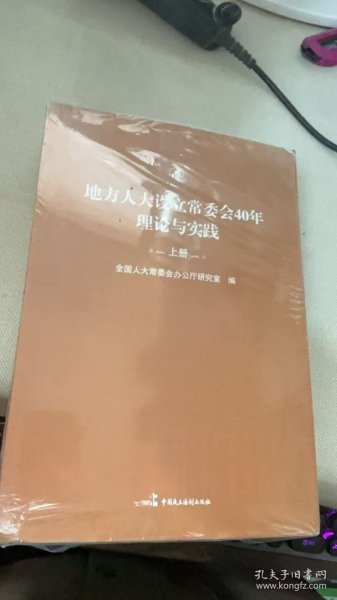 地方人大设立常委会40年
理论与实践
上册
全国人大常委会办公厅研究室 编
中国民主法制出版社
孔夫子旧书网
www.kongfz.com